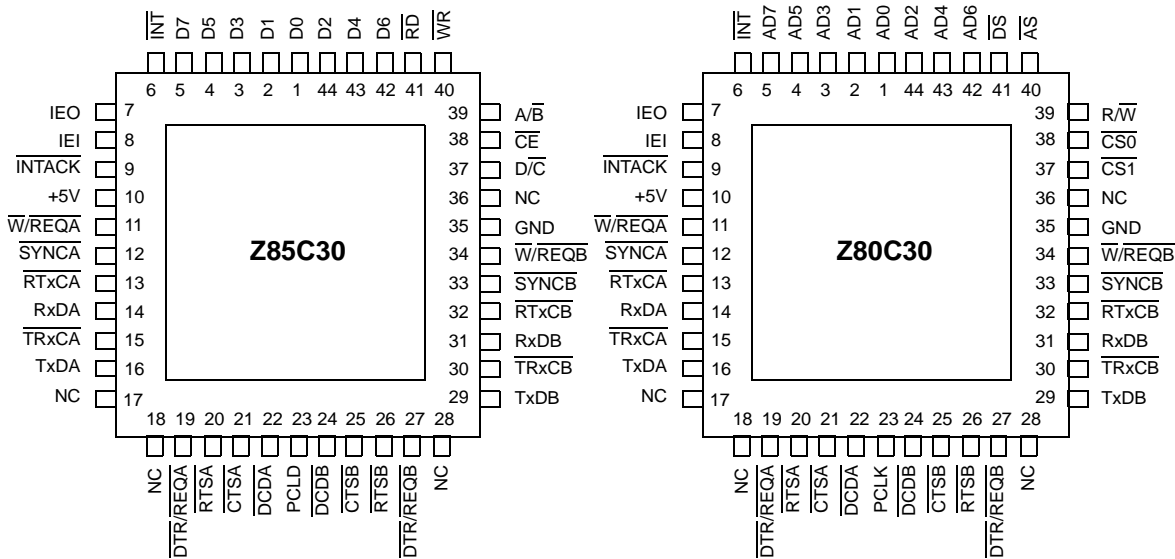 INT D7 D5 D3 D1 D0 D2 D4 D6 RD WR
6 5 4 3 2 1 44 43 42 41 40
IEO 7 39 A/B
IEI 8 38 CE
INTACK 9 37 D/C
+5V 10 36 NC
W/REQA 11 35 GND
SYNCA 12 34 W/REQB
RTxCA 13 33 SYNCB
RxDA 14 32 RTxCB
TRxCA 15 31 RxDB
TxDA 16 30 TRxCB
NC 17 29 TxDB
Z85C30
18 19 20 21 22 23 24 25 26 27 28
NC DTR/REQA RTSA CTSA DCDA PCLD DCDB CTSB RTSB DTR/REQB NC
INT AD7 AD5 AD3 AD1 AD0 AD2 AD4 AD6 DS AS
6 5 4 3 2 1 44 43 42 41 40
IEO 7 39 R/W
IEI 8 38 CS0
INTACK 9 37 CS1
+5V 10 36 NC
W/REQA 11 35 GND
SYNCA 12 34 W/REQB
RTxCA 13 33 SYNCB
RxDA 14 32 RTxCB
TRxCA 15 31 RxDB
TxDA 16 30 TRxCB
NC 17 29 TxDB
Z80C30
18 19 20 21 22 23 24 25 26 27 28
NC DTR/REQA RTSA CTSA DCDA PCLK DCDB CTSB RTSB DTR/REQB NC